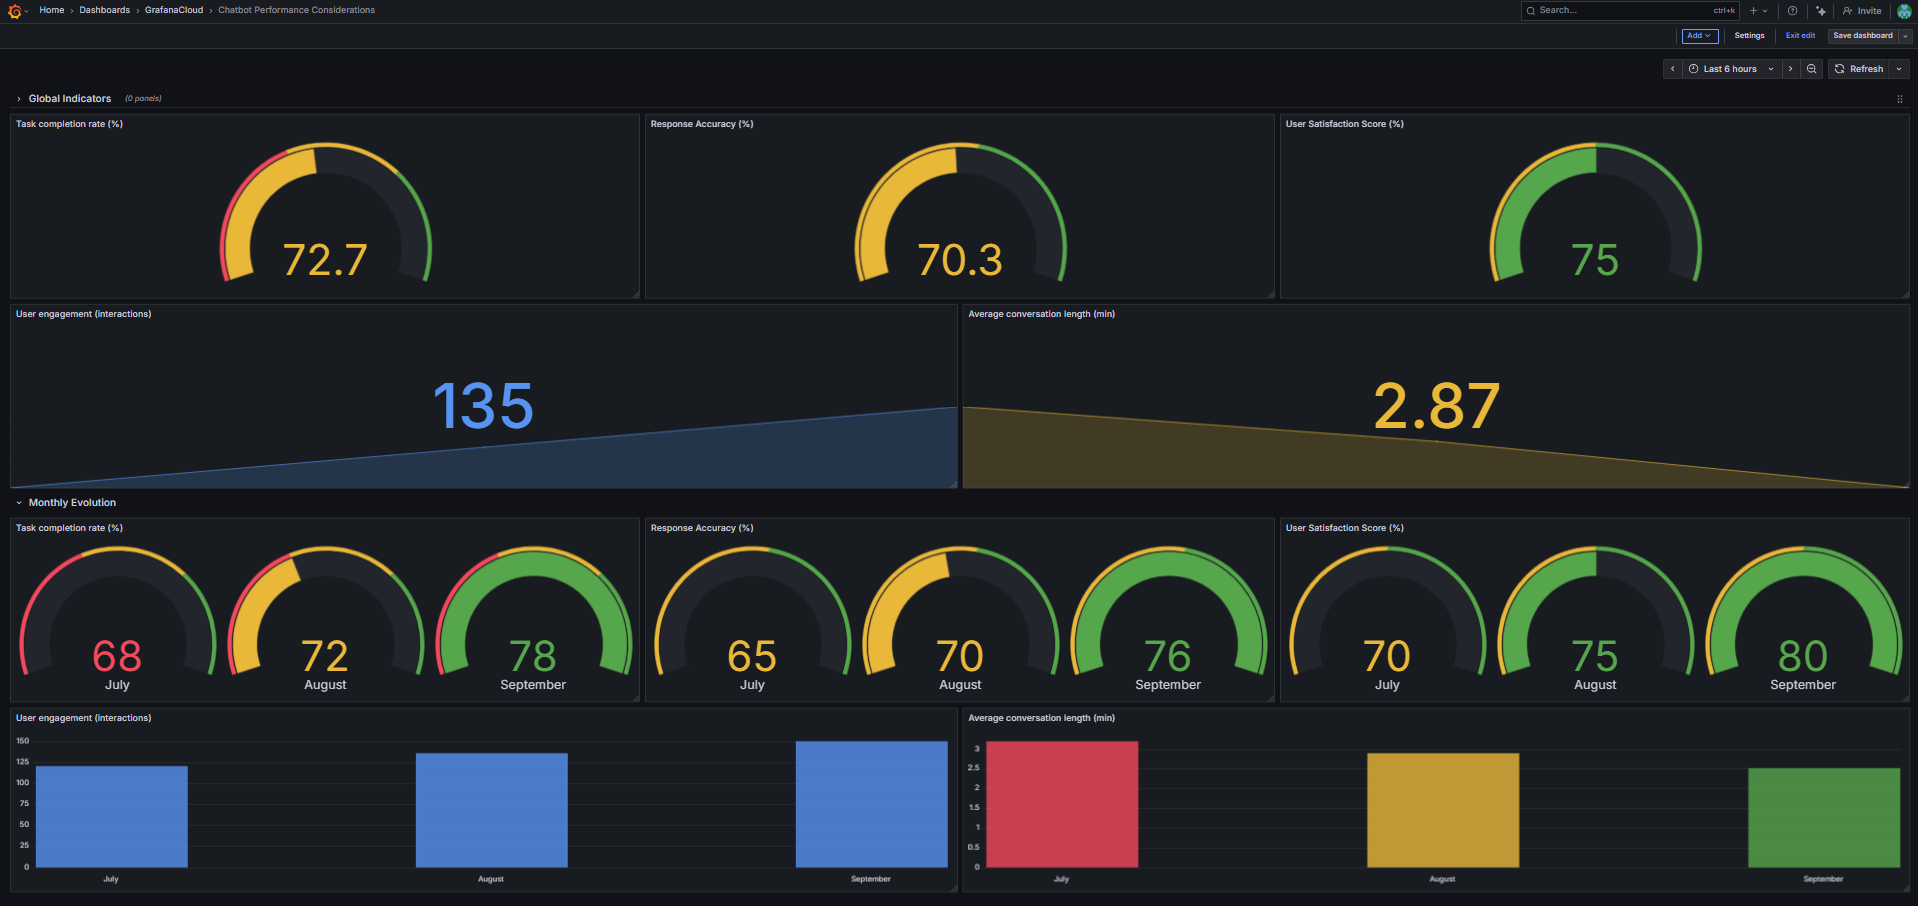 Home › Dashboards › GrafanaCloud › Chatbot Performance Considerations
Search... ctrl+k
Invite
Add
Settings
Exit edit
Save dashboard
Last 6 hours
Refresh
Global Indicators (0 panels)
Task completion rate (%)
72.7
Response Accuracy (%)
70.3
User Satisfaction Score (%)
75
User engagement (interactions)
135
Average conversation length (min)
2.87
Monthly Evolution
Task completion rate (%)
68
July
72
August
78
September
Response Accuracy (%)
65
July
70
August
76
September
User Satisfaction Score (%)
70
July
75
August
80
September
User engagement (interactions)
150
125
100
75
50
25
0
July
August
September
Average conversation length (min)
3
2.5
2
1.5
1
0.5
0
July
August
September